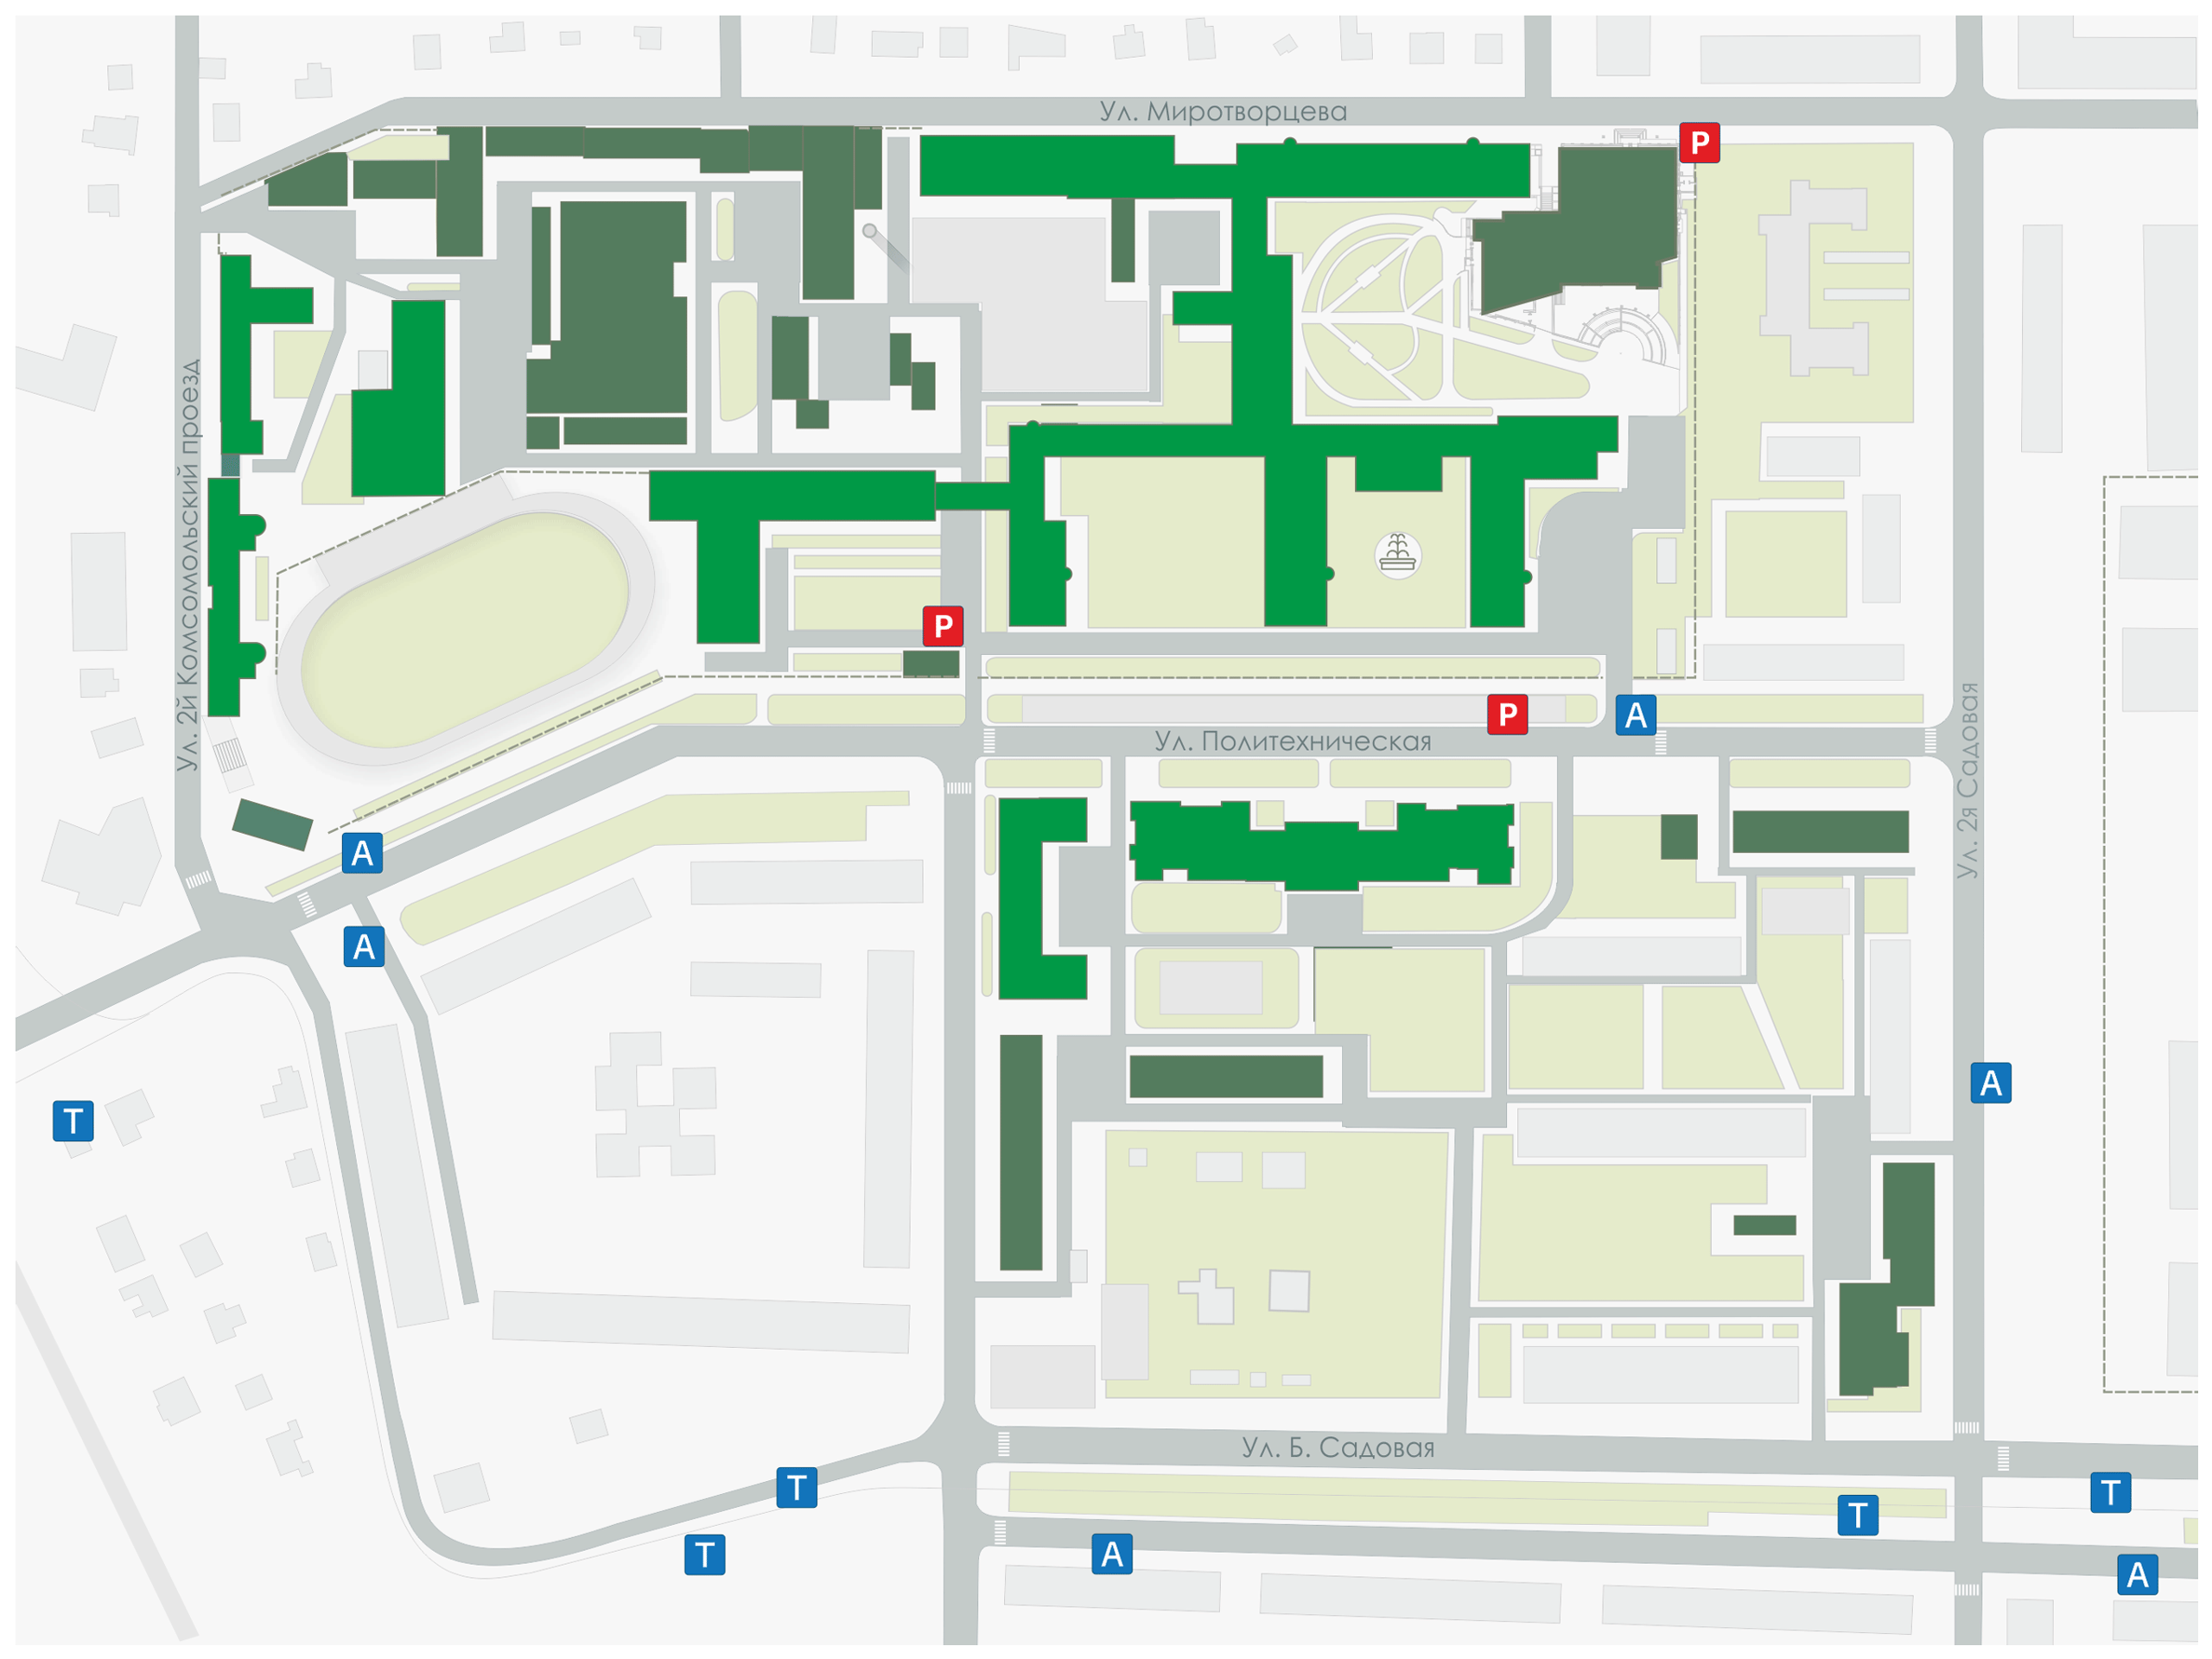 Ул. Миротворцева
P
Ул. 2й Комсомольский проезд
P
P
A
Ул. Политехническая
Ул. 2я Садовая
A
A
A
T
Ул. Б. Садовая
T
T
T
T
A
A